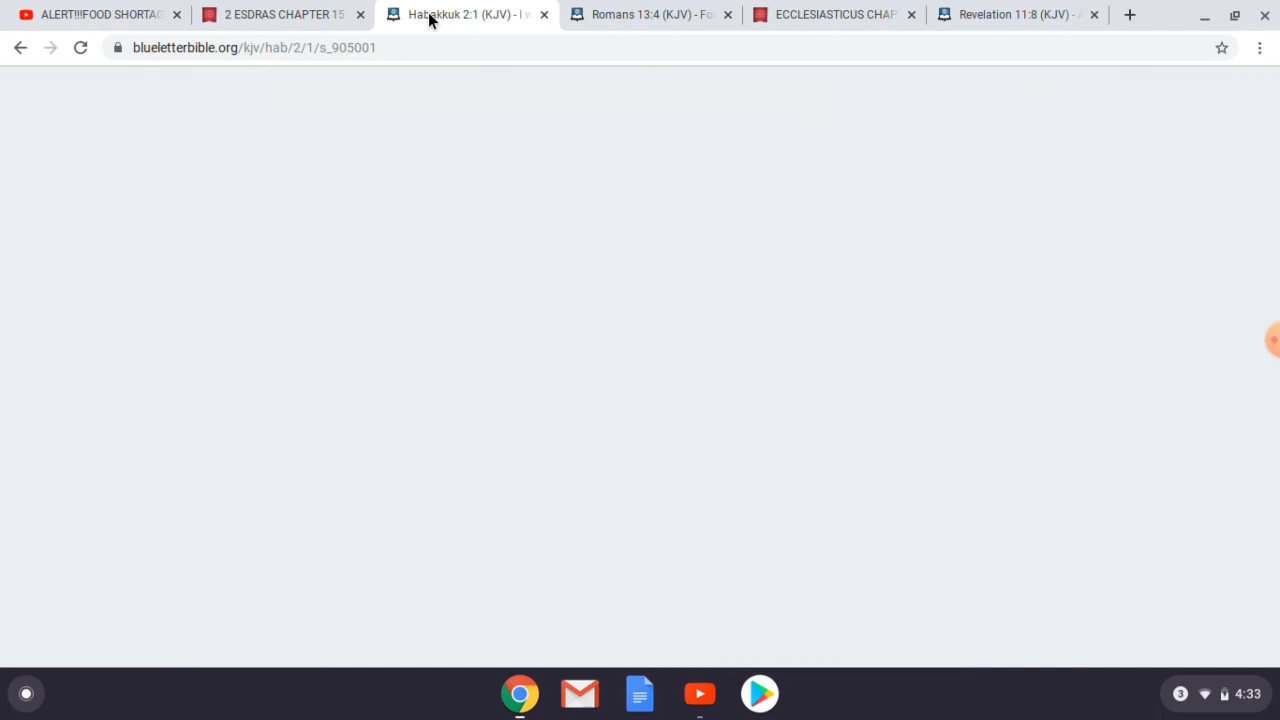 ALERT!!!FOOD SHORTAG
2 ESDRAS CHAPTER 15
Habakkuk 2:1 (KJV) - I w
Romans 13:4 (KJV) - Fo
ECCLESIASTICUS CHAP
Revelation 11:8 (KJV) -
blueletterbible.org/kjv/hab/2/1/s_905001
3
4:33